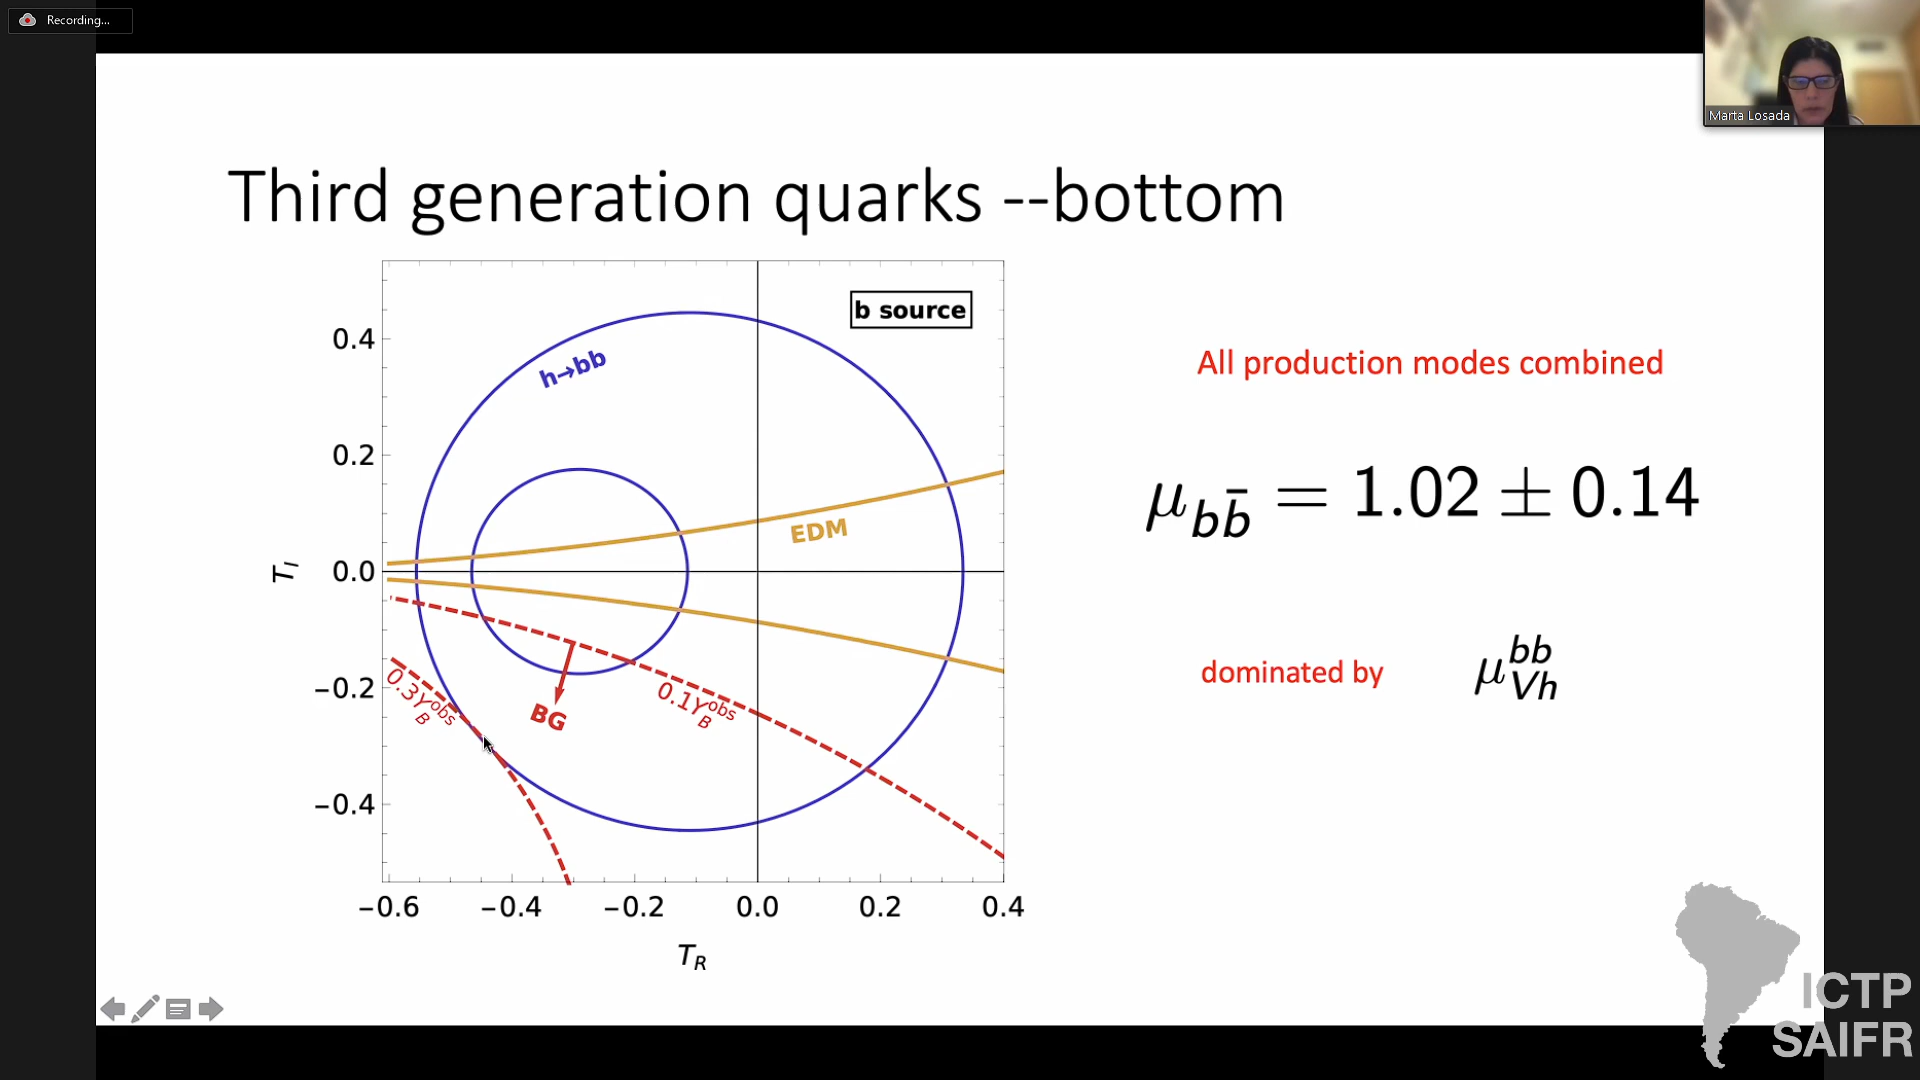 Recording...
Marta Losada
Third generation quarks --bottom
b source
h→bb
EDM
BG
0.3Y_B^obs
0.1Y_B^obs
0.4
0.2
0.0
−0.2
−0.4
T_I
−0.6 −0.4 −0.2 0.0 0.2 0.4
T_R
All production modes combined
μ_{bb̄} = 1.02 ± 0.14
dominated by μ_{Vh}^{bb}
ICTP
SAIFR